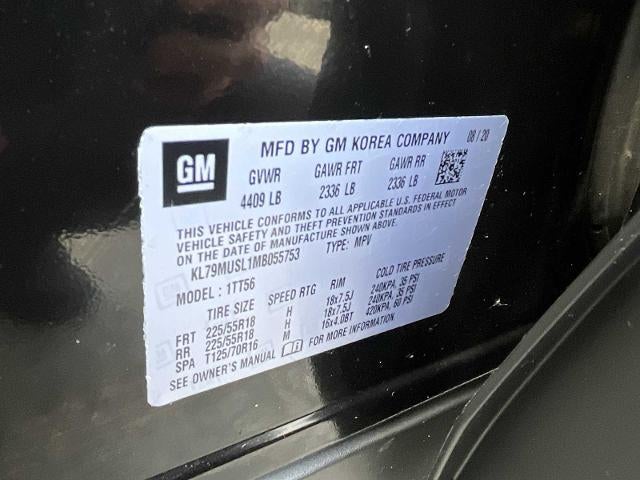 GM
MFD BY GM KOREA COMPANY 08 / 20
GVWR GAWR FRT GAWR RR
4409 LB 2336 LB 2336 LB
THIS VEHICLE CONFORMS TO ALL APPLICABLE U.S. FEDERAL MOTOR
VEHICLE SAFETY AND THEFT PREVENTION STANDARDS IN EFFECT
ON THE DATE OF MANUFACTURE SHOWN ABOVE.
KL79MUSL1MB055753 TYPE: MPV
MODEL : 1TT56
TIRE SIZE SPEED RTG RIM COLD TIRE PRESSURE
FRT 225/55R18 H 18x7.5J 240KPA, 35 PSI
RR 225/55R18 H 18x7.5J 240KPA, 35 PSI
SPA T125/70R16 M 16x4.0BT 420KPA, 60 PSI
SEE OWNER'S MANUAL FOR MORE INFORMATION.